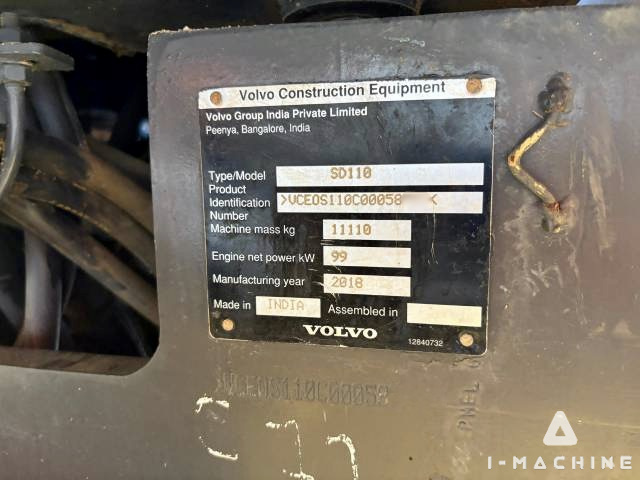 Volvo Construction Equipment
Volvo Group India Private Limited
Peenya, Bangalore, India
Type/Model SD110
Product Identification Number >VCEOS110C00058 <
Machine mass kg 11110
Engine net power kW 99
Manufacturing year 2018
Made in INDIA Assembled in
VOLVO
12840732
VCEOS110C00058
PMEL
I-MACHINE